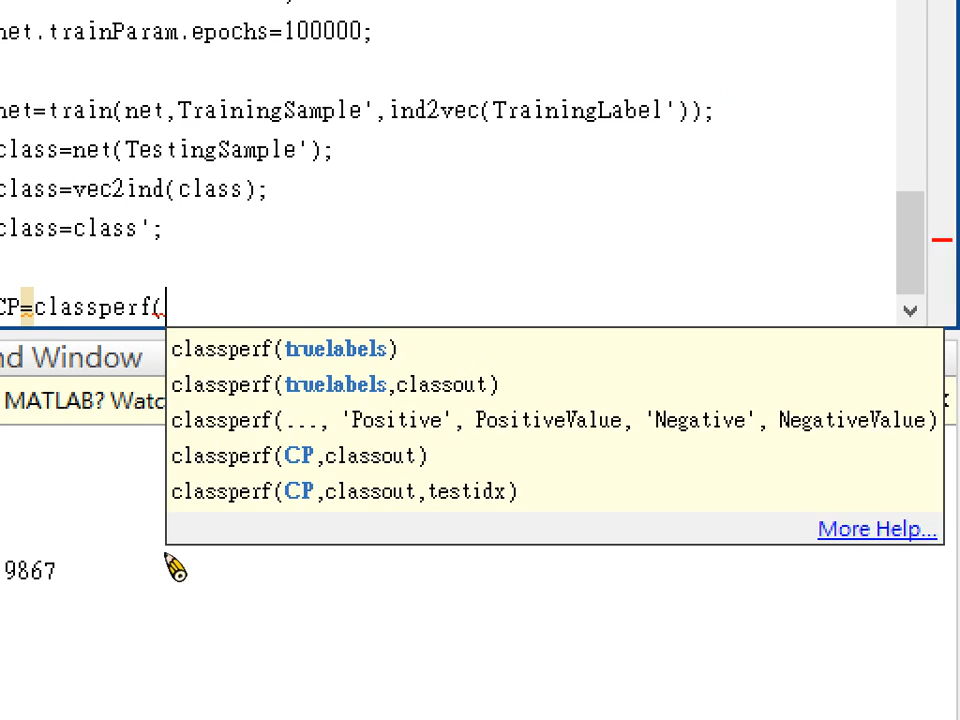 net.trainParam.epochs=100000;
net=train(net,TrainingSample',ind2vec(TrainingLabel'));
class=net(TestingSample');
class=vec2ind(class);
class=class';
CP=classperf(
classperf(truelabels)
classperf(truelabels,classout)
classperf(..., 'Positive', PositiveValue, 'Negative', NegativeValue)
classperf(CP,classout)
classperf(CP,classout,testidx)
More Help...
nd Window
MATLAB? Watc
9867